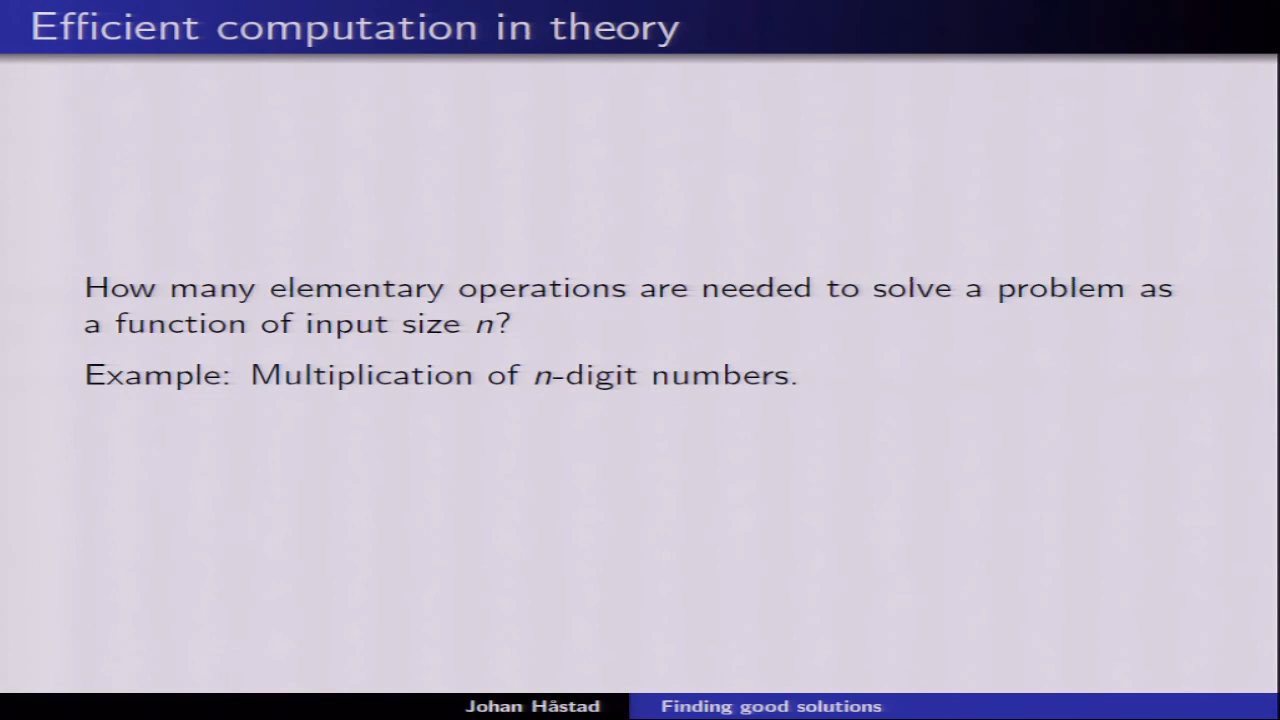 Efficient computation in theory
How many elementary operations are needed to solve a problem as
a function of input size n?
Example: Multiplication of n-digit numbers.
Johan Håstad
Finding good solutions